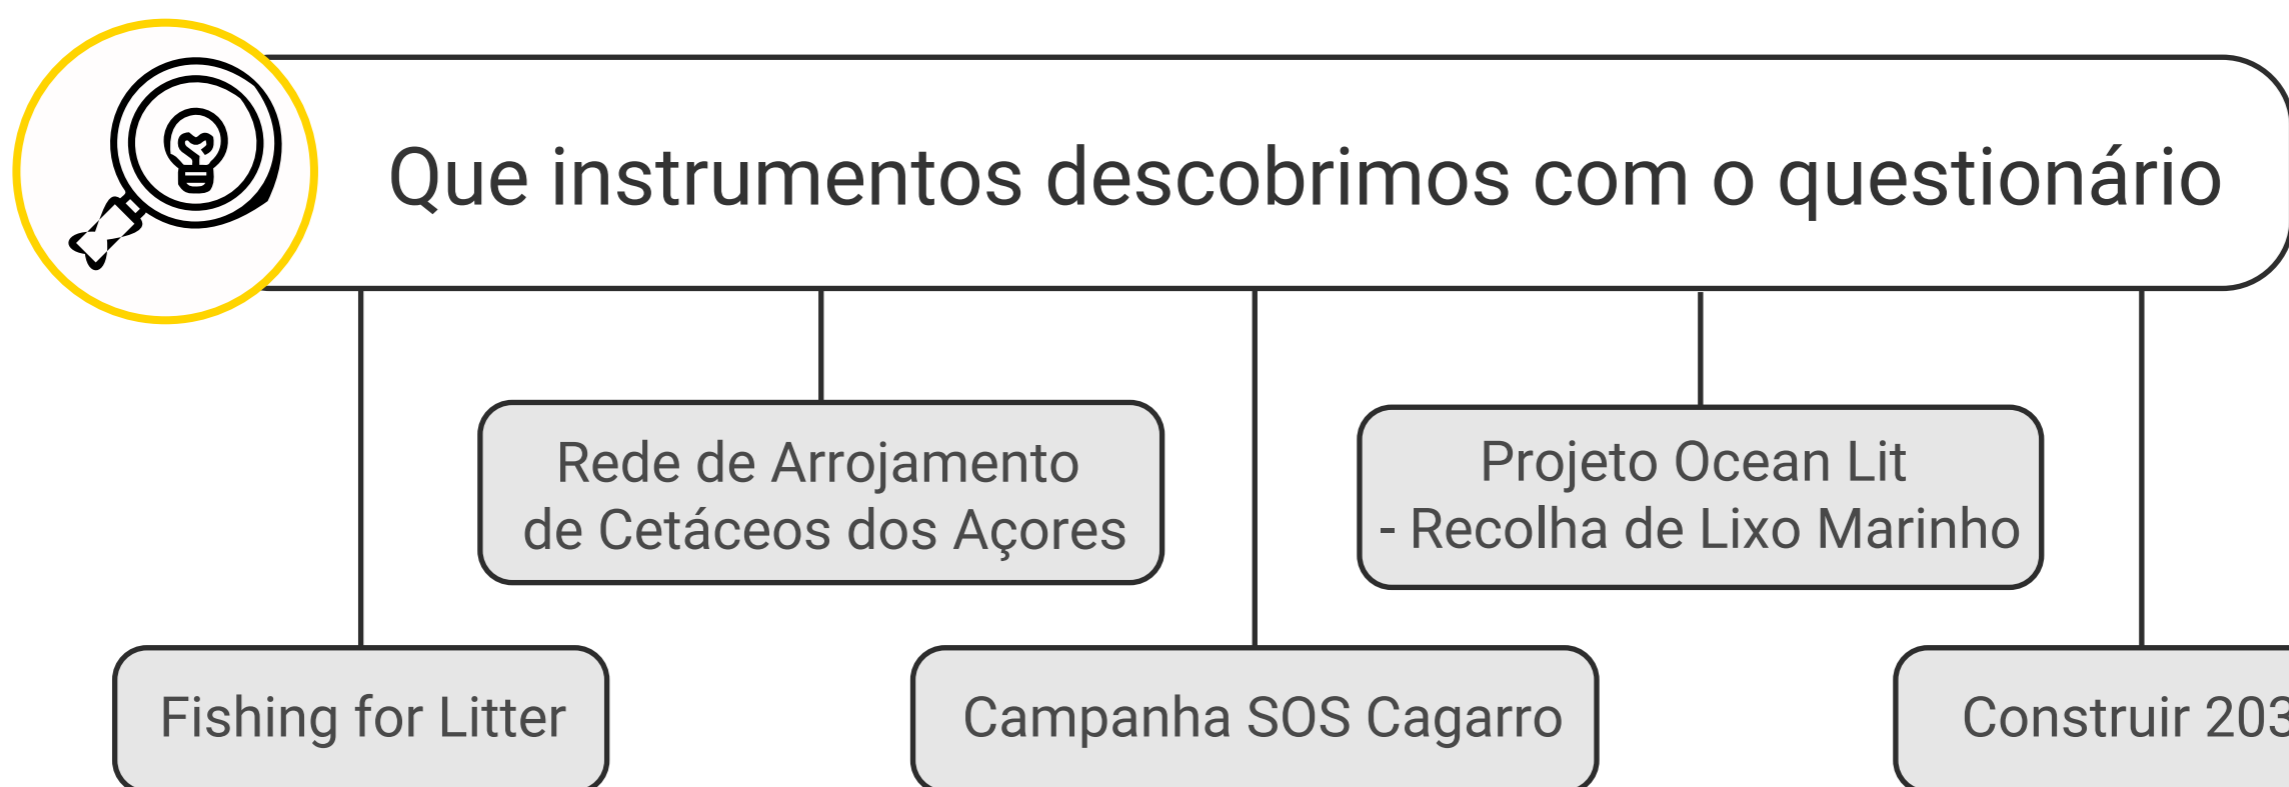 Que instrumentos descobrimos com o questionário
Rede de Arrojamento
de Cetáceos dos Açores
Projeto Ocean Lit
- Recolha de Lixo Marinho
Fishing for Litter
Campanha SOS Cagarro
Construir